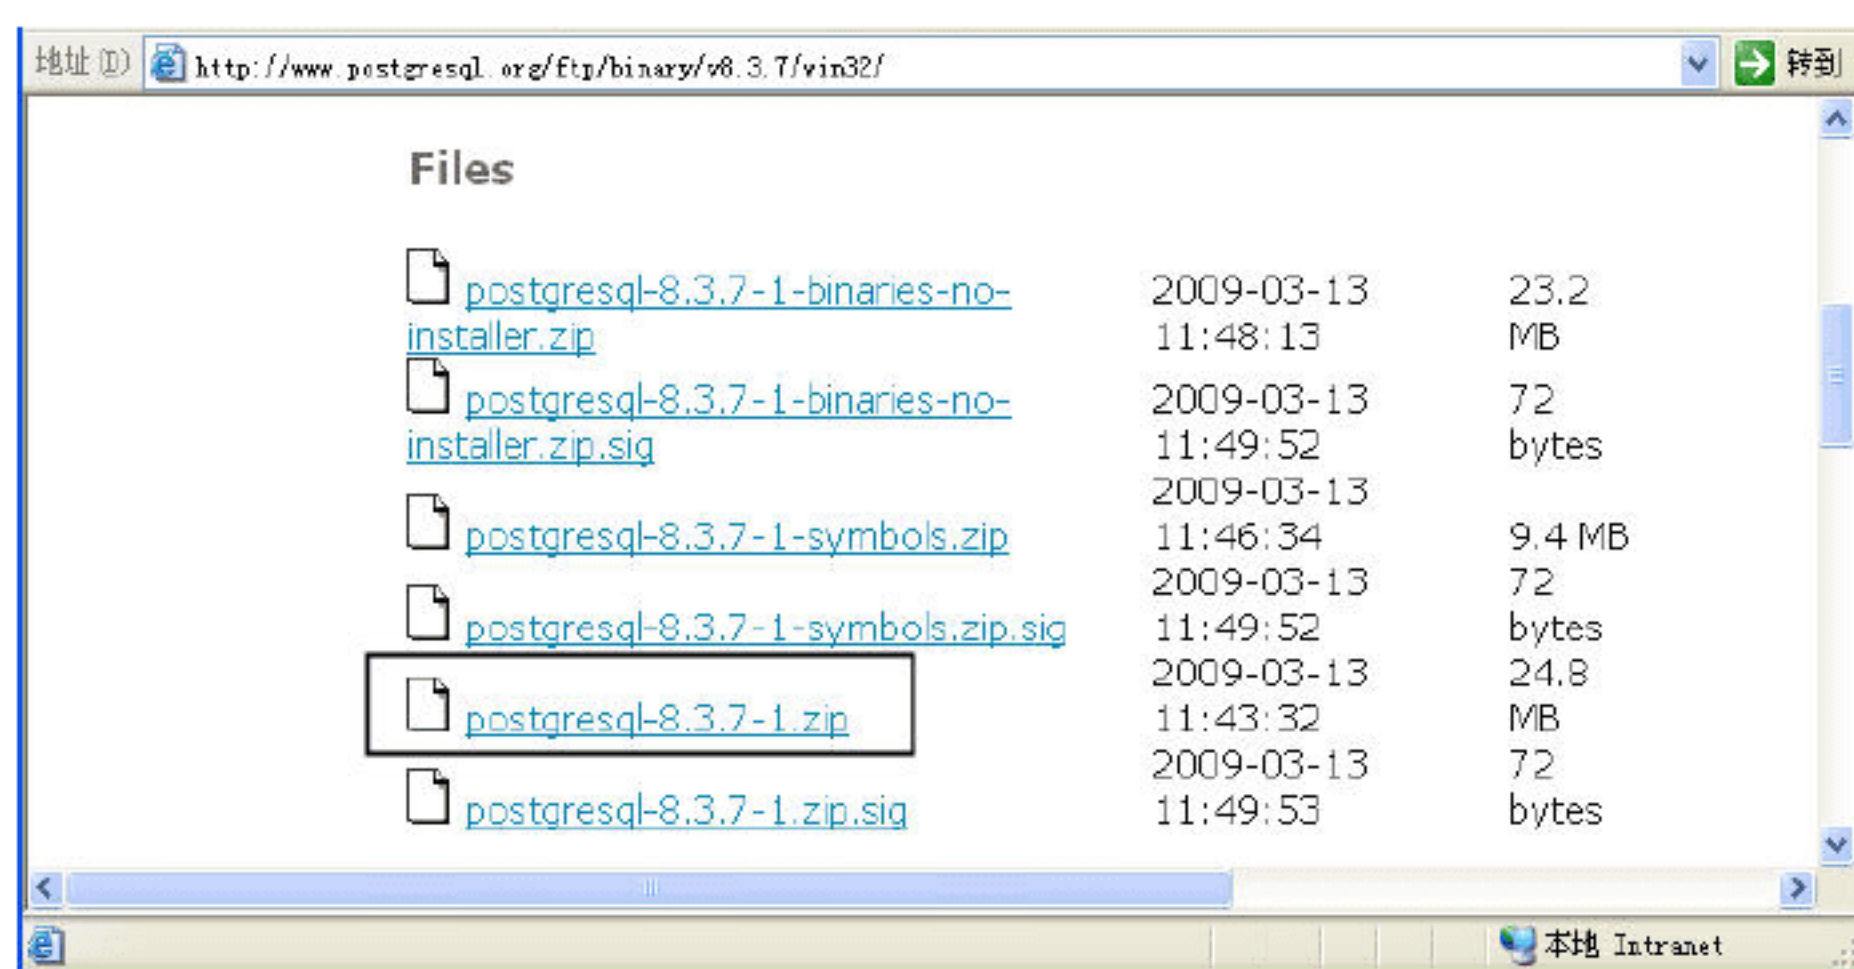 地址(D) http://www.postgresql.org/ftp/binary/v8.3.7/win32/ 转到
Files
postgresql-8.3.7-1-binaries-no- 2009-03-13 23.2
installer.zip 11:48:13 MB
postgresql-8.3.7-1-binaries-no- 2009-03-13 72
installer.zip.sig 11:49:52 bytes
2009-03-13
postgresql-8.3.7-1-symbols.zip 11:46:34 9.4 MB
2009-03-13 72
postgresql-8.3.7-1-symbols.zip.sig 11:49:52 bytes
2009-03-13 24.8
postgresql-8.3.7-1.zip 11:43:32 MB
2009-03-13 72
postgresql-8.3.7-1.zip.sig 11:49:53 bytes
本地 Intranet